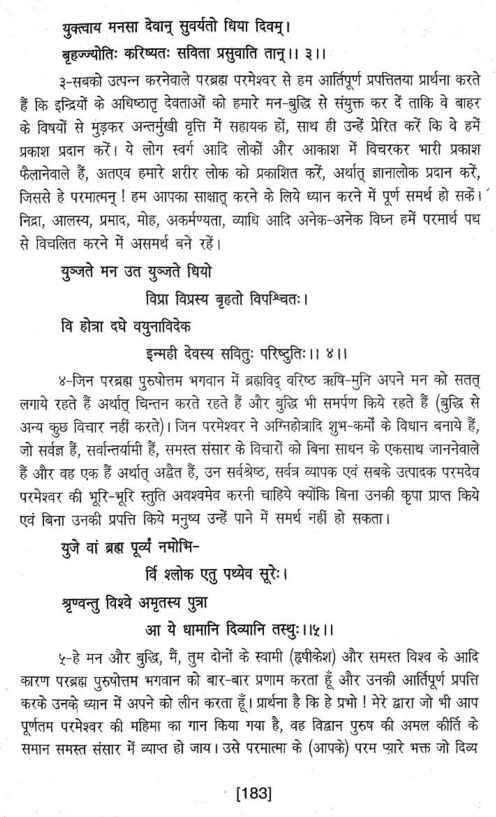 युक्त्वाय मनसा देवान् सुवर्यतो धिया दिवम्।
बृहज्ज्योतिः करिष्यतः सविता प्रसुवाति तान्।। ३।।
३-सबको उत्पन्न करनेवाले परब्रह्म परमेश्वर से हम आर्तिपूर्ण प्रपत्तितया प्रार्थना करते
हैं कि इन्द्रियों के अधिष्ठातृ देवताओं को हमारे मन-बुद्धि से संयुक्त कर दें ताकि वे बाहर
के विषयों से मुड़कर अन्तर्मुखी वृत्ति में सहायक हों, साथ ही उन्हें प्रेरित करें कि वे हमें
प्रकाश प्रदान करें। ये लोग स्वर्ग आदि लोकों और आकाश में विचरकर भारी प्रकाश
फैलानेवाले हैं, अतएव हमारे शरीर लोक को प्रकाशित करें, अर्थात् ज्ञानालोक प्रदान करें,
जिससे हे परमात्मन् ! हम आपका साक्षात् करने के लिये ध्यान करने में पूर्ण समर्थ हो सकें।
निद्रा, आलस्य, प्रमाद, मोह, अकर्मण्यता, व्याधि आदि अनेक-अनेक विघ्न हमें परमार्थ पथ
से विचलित करने में असमर्थ बने रहें।
युञ्जते मन उत युञ्जते धियो
विप्रा विप्रस्य बृहतो विपश्चितः।
वि होत्रा दधे वयुनाविदेक
इन्मही देवस्य सवितुः परिष्टुतिः।। ४।।
४-जिन परब्रह्म पुरुषोत्तम भगवान में ब्रह्मविद् वरिष्ठ ऋषि-मुनि अपने मन को सतत्
लगाये रहते हैं अर्थात् चिन्तन करते रहते हैं और बुद्धि भी समर्पण किये रहते हैं (बुद्धि से
अन्य कुछ विचार नहीं करते)। जिन परमेश्वर ने अग्निहोत्रादि शुभ-कर्मों के विधान बनाये हैं,
जो सर्वज्ञ हैं, सर्वान्तर्यामी हैं, समस्त संसार के विचारों को बिना साधन के एकसाथ जाननेवाले
हैं और वह एक हैं अर्थात् अद्वैत हैं, उन सर्वश्रेष्ठ, सर्वत्र व्यापक एवं सबके उत्पादक परमदेव
परमेश्वर की भूरि-भूरि स्तुति अवश्यमेव करनी चाहिये क्योंकि बिना उनकी कृपा प्राप्त किये
एवं बिना उनकी प्रपत्ति किये मनुष्य उन्हें पाने में समर्थ नहीं हो सकता।
युजे वां ब्रह्म पूर्व्यं नमोभि-
र्वि श्लोक एतु पथ्येव सूरेः।
श्रृण्वन्तु विश्वे अमृतस्य पुत्रा
आ ये धामानि दिव्यानि तस्थुः।।५।।
५-हे मन और बुद्धि, मैं, तुम दोनों के स्वामी (हृषीकेश) और समस्त विश्व के आदि
कारण परब्रह्म पुरुषोत्तम भगवान को बार-बार प्रणाम करता हूँ और उनकी आर्तिपूर्ण प्रपत्ति
करके उनके ध्यान में अपने को लीन करता हूँ। प्रार्थना है कि हे प्रभो ! मेरे द्वारा जो भी आप
पूर्णतम परमेश्वर की महिमा का गान किया गया है, वह विद्वान पुरुष की अमल कीर्ति के
समान समस्त संसार में व्याप्त हो जाय। उसे परमात्मा के (आपके) परम प्यारे भक्त जो दिव्य
[183]